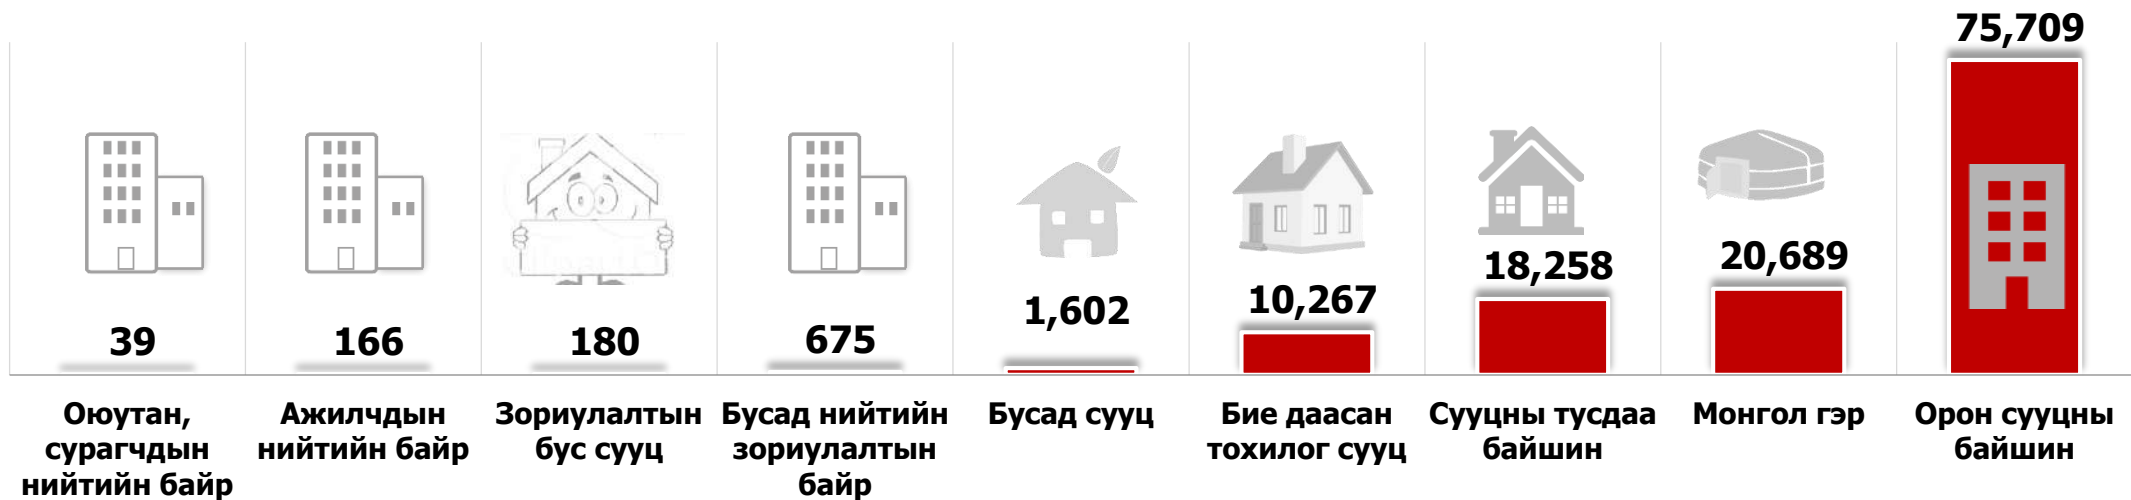 75,709
20,689
18,258
10,267
1,602
675
180
166
39
Оюутан,
сурагчдын
нийтийн байр
Ажилчдын
нийтийн байр
Зориулалтын
бус сууц
Бусад нийтийн
зориулалтын
байр
Бусад сууц
Бие даасан
тохилог сууц
Сууцны тусдаа
байшин
Монгол гэр
Орон сууцны
байшин